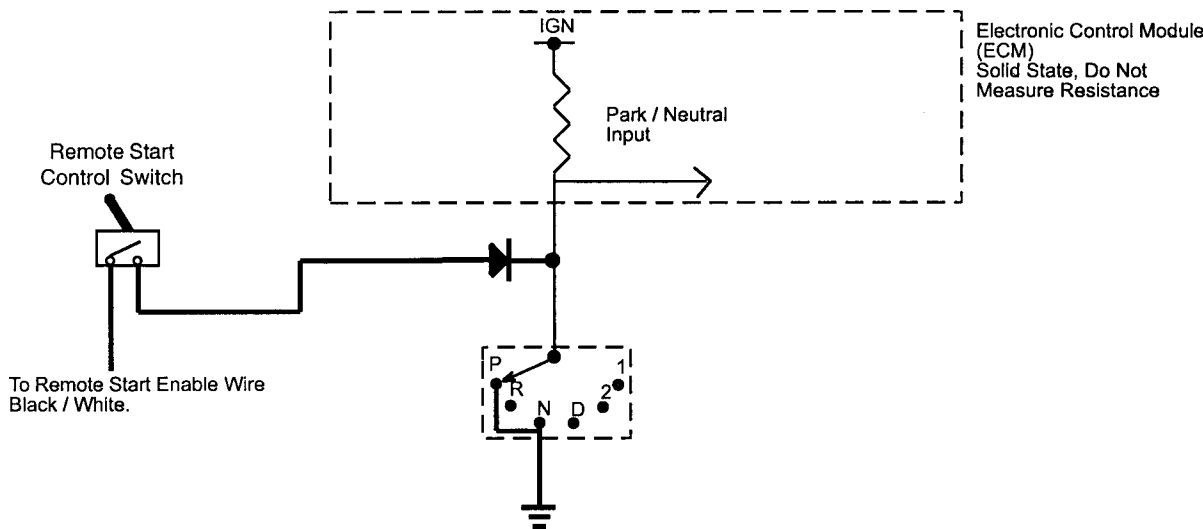 IGN
Electronic Control Module
(ECM)
Solid State, Do Not
Measure Resistance
Park / Neutral
Input
Remote Start
Control Switch
To Remote Start Enable Wire
Black / White.
P
R
N
D
2
1